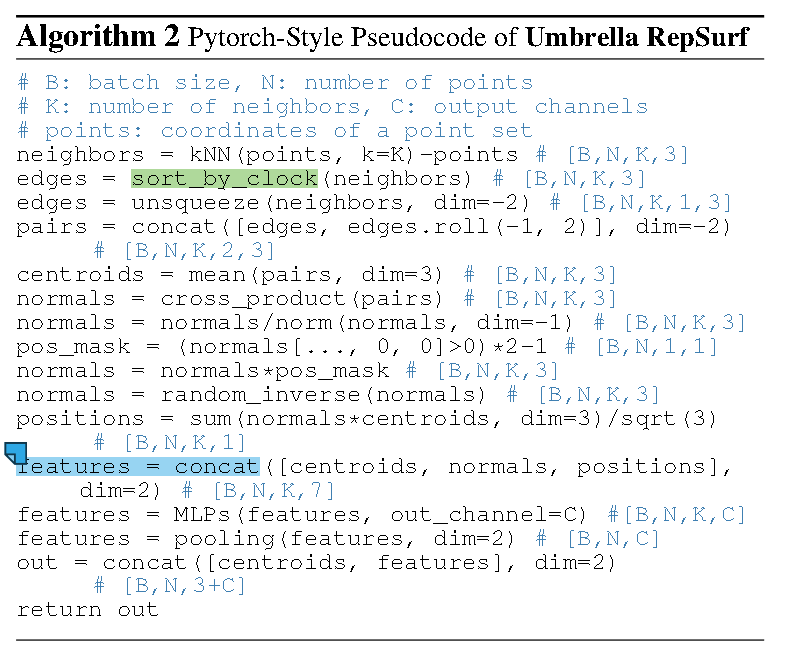 Algorithm 2 Pytorch-Style Pseudocode of Umbrella RepSurf
# B: batch size, N: number of points
# K: number of neighbors, C: output channels
# points: coordinates of a point set
neighbors = kNN(points, k=K)-points # [B,N,K,3]
edges = sort_by_clock(neighbors) # [B,N,K,3]
edges = unsqueeze(neighbors, dim=-2) # [B,N,K,1,3]
pairs = concat([edges, edges.roll(-1, 2)], dim=-2)
# [B,N,K,2,3]
centroids = mean(pairs, dim=3) # [B,N,K,3]
normals = cross_product(pairs) # [B,N,K,3]
normals = normals/norm(normals, dim=-1) # [B,N,K,3]
pos_mask = (normals[..., 0, 0]>0)*2-1 # [B,N,1,1]
normals = normals*pos_mask # [B,N,K,3]
normals = random_inverse(normals) # [B,N,K,3]
positions = sum(normals*centroids, dim=3)/sqrt(3)
# [B,N,K,1]
features = concat([centroids, normals, positions],
dim=2) # [B,N,K,7]
features = MLPs(features, out_channel=C) #[B,N,K,C]
features = pooling(features, dim=2) # [B,N,C]
out = concat([centroids, features], dim=2)
# [B,N,3+C]
return out